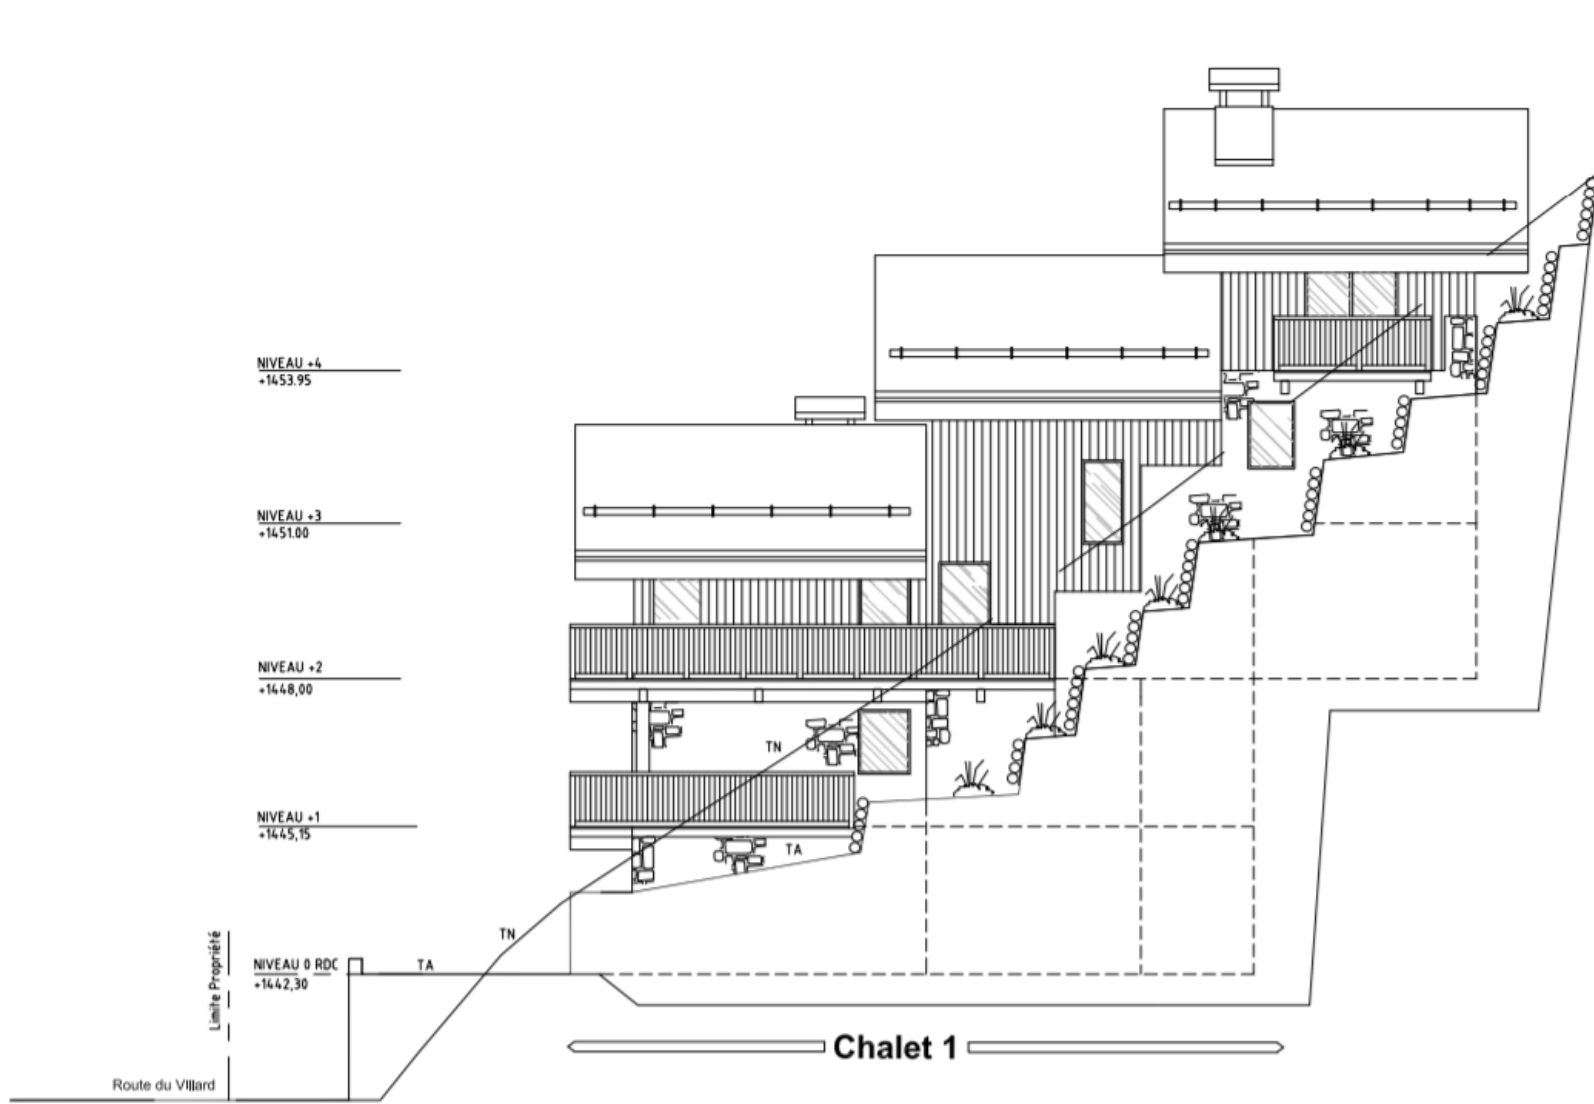 NIVEAU +4
+1453.95
NIVEAU +3
+1451.00
NIVEAU +2
+1448,00
TN
NIVEAU +1
+1445,15
TA
TN
Limite Propriété
NIVEAU 0 RDC
+1442,30
TA
Chalet 1
Route du VIllard